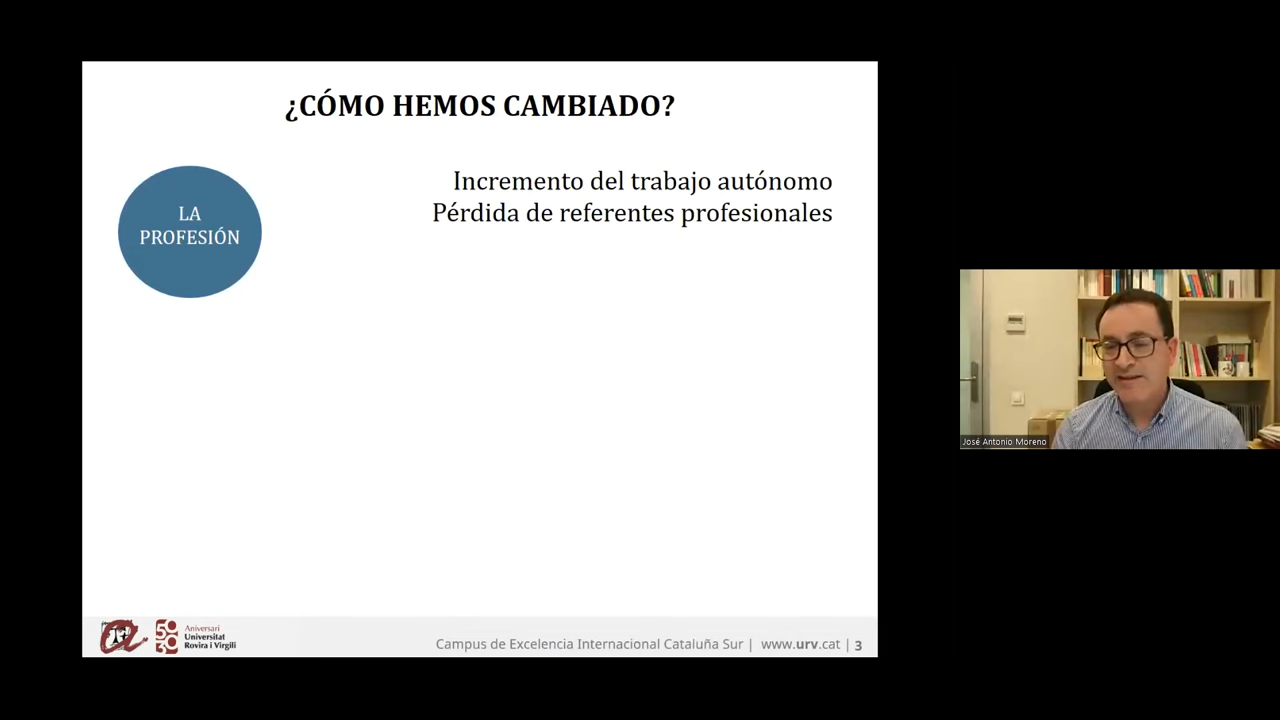 ¿CÓMO HEMOS CAMBIADO?
LA
PROFESIÓN
Incremento del trabajo autónomo
Pérdida de referentes profesionales
José Antonio Moreno
Aniversari
Universitat
Rovira i Virgili
Campus de Excelencia Internacional Cataluña Sur | www.urv.cat | 3